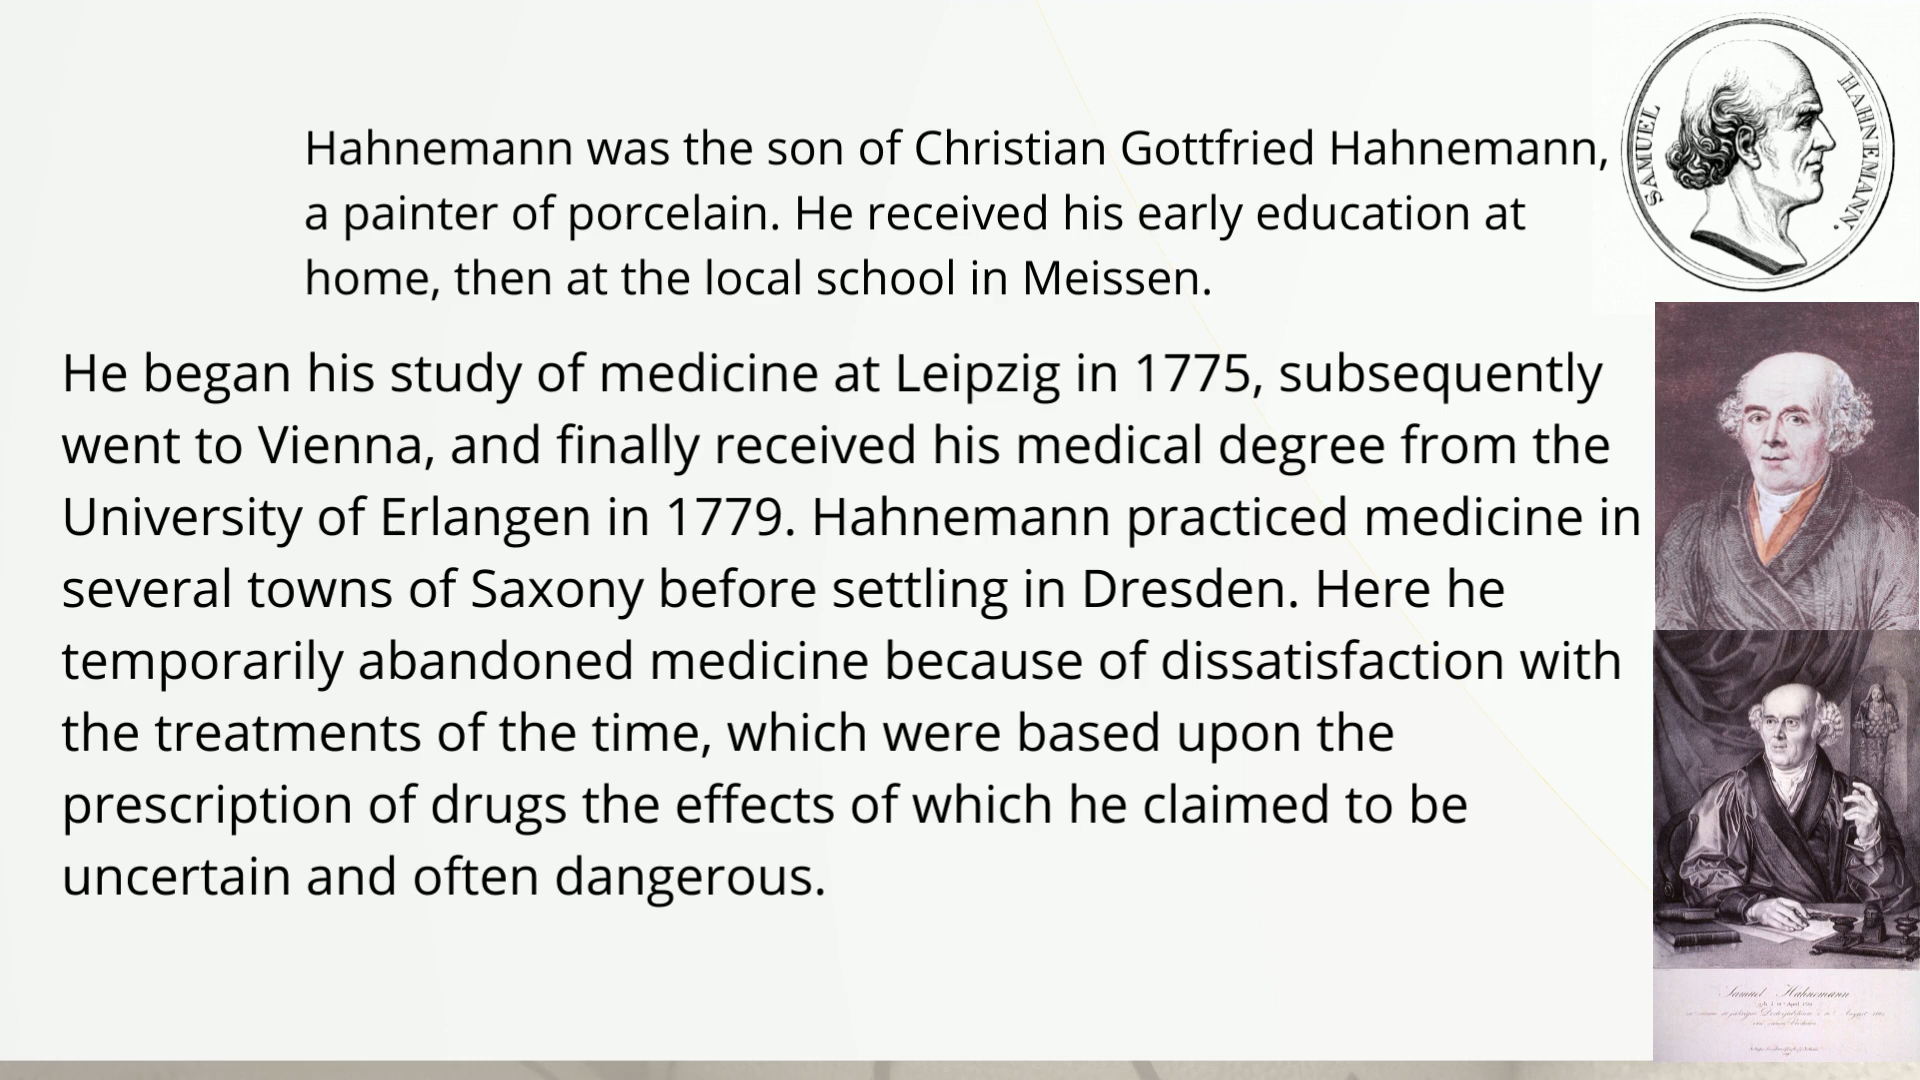 Hahnemann was the son of Christian Gottfried Hahnemann,
a painter of porcelain. He received his early education at
home, then at the local school in Meissen.
He began his study of medicine at Leipzig in 1775, subsequently
went to Vienna, and finally received his medical degree from the
University of Erlangen in 1779. Hahnemann practiced medicine in
several towns of Saxony before settling in Dresden. Here he
temporarily abandoned medicine because of dissatisfaction with
the treatments of the time, which were based upon the
prescription of drugs the effects of which he claimed to be
uncertain and often dangerous.
SAMUEL HAHNEMANN.
Samuel Hahnemann